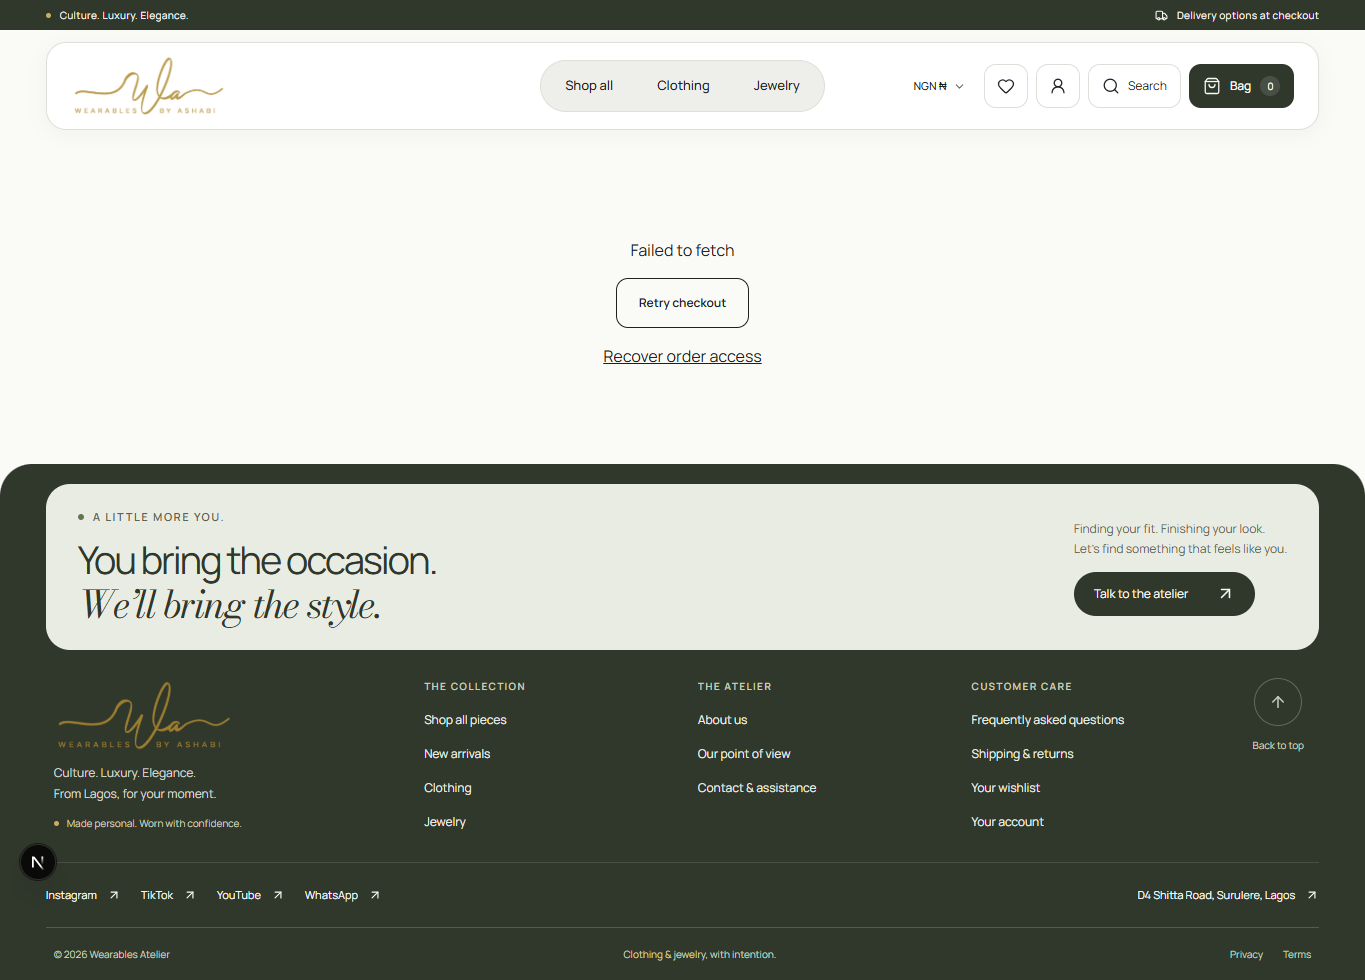 Culture. Luxury. Elegance.
Delivery options at checkout
Wla
WEARABLES BY ASHABI
Shop all
Clothing
Jewelry
NGN ₦
Search
Bag
0
Failed to fetch
Retry checkout
Recover order access
A LITTLE MORE YOU.
You bring the occasion.
We’ll bring the style.
Finding your fit. Finishing your look.
Let’s find something that feels like you.
Talk to the atelier
Wla
WEARABLES BY ASHABI
Culture. Luxury. Elegance.
From Lagos, for your moment.
Made personal. Worn with confidence.
THE COLLECTION
Shop all pieces
New arrivals
Clothing
Jewelry
THE ATELIER
About us
Our point of view
Contact & assistance
CUSTOMER CARE
Frequently asked questions
Shipping & returns
Your wishlist
Your account
Back to top
N
Instagram
TikTok
YouTube
WhatsApp
D4 Shitta Road, Surulere, Lagos
© 2026 Wearables Atelier
Clothing & jewelry, with intention.
Privacy
Terms